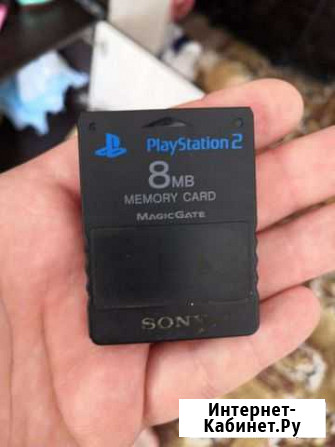 PlayStation 2
8MB
MEMORY CARD
MAGICGATE
SONY
Интернет-
Кабинет.Ру